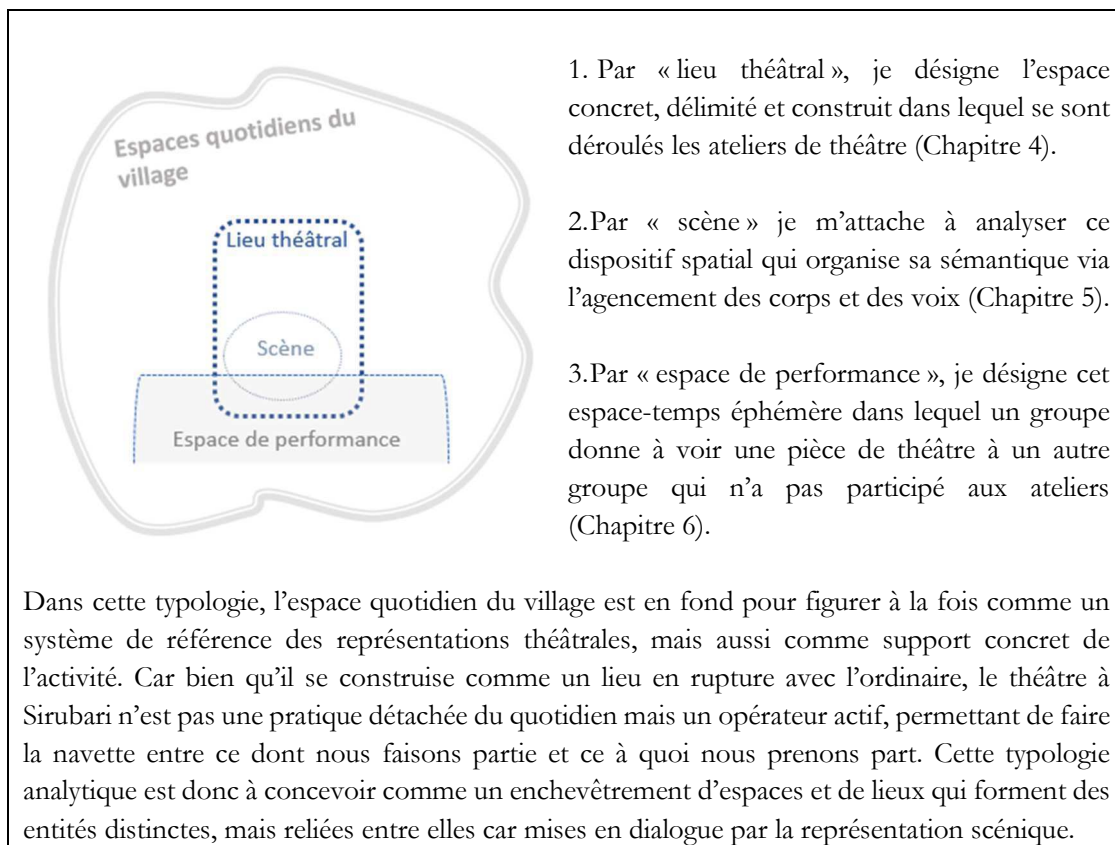 Espaces quotidiens du
village
Lieu théâtral
Scène
Espace de performance
1. Par « lieu théâtral », je désigne l’espace
concret, délimité et construit dans lequel se sont
déroulés les ateliers de théâtre (Chapitre 4).
2.Par « scène » je m’attache à analyser ce
dispositif spatial qui organise sa sémantique via
l’agencement des corps et des voix (Chapitre 5).
3.Par « espace de performance », je désigne cet
espace-temps éphémère dans lequel un groupe
donne à voir une pièce de théâtre à un autre
groupe qui n’a pas participé aux ateliers
(Chapitre 6).
Dans cette typologie, l’espace quotidien du village est en fond pour figurer à la fois comme un
système de référence des représentations théâtrales, mais aussi comme support concret de
l’activité. Car bien qu’il se construise comme un lieu en rupture avec l’ordinaire, le théâtre à
Sirubari n’est pas une pratique détachée du quotidien mais un opérateur actif, permettant de faire
la navette entre ce dont nous faisons partie et ce à quoi nous prenons part. Cette typologie
analytique est donc à concevoir comme un enchevêtrement d’espaces et de lieux qui forment des
entités distinctes, mais reliées entre elles car mises en dialogue par la représentation scénique.